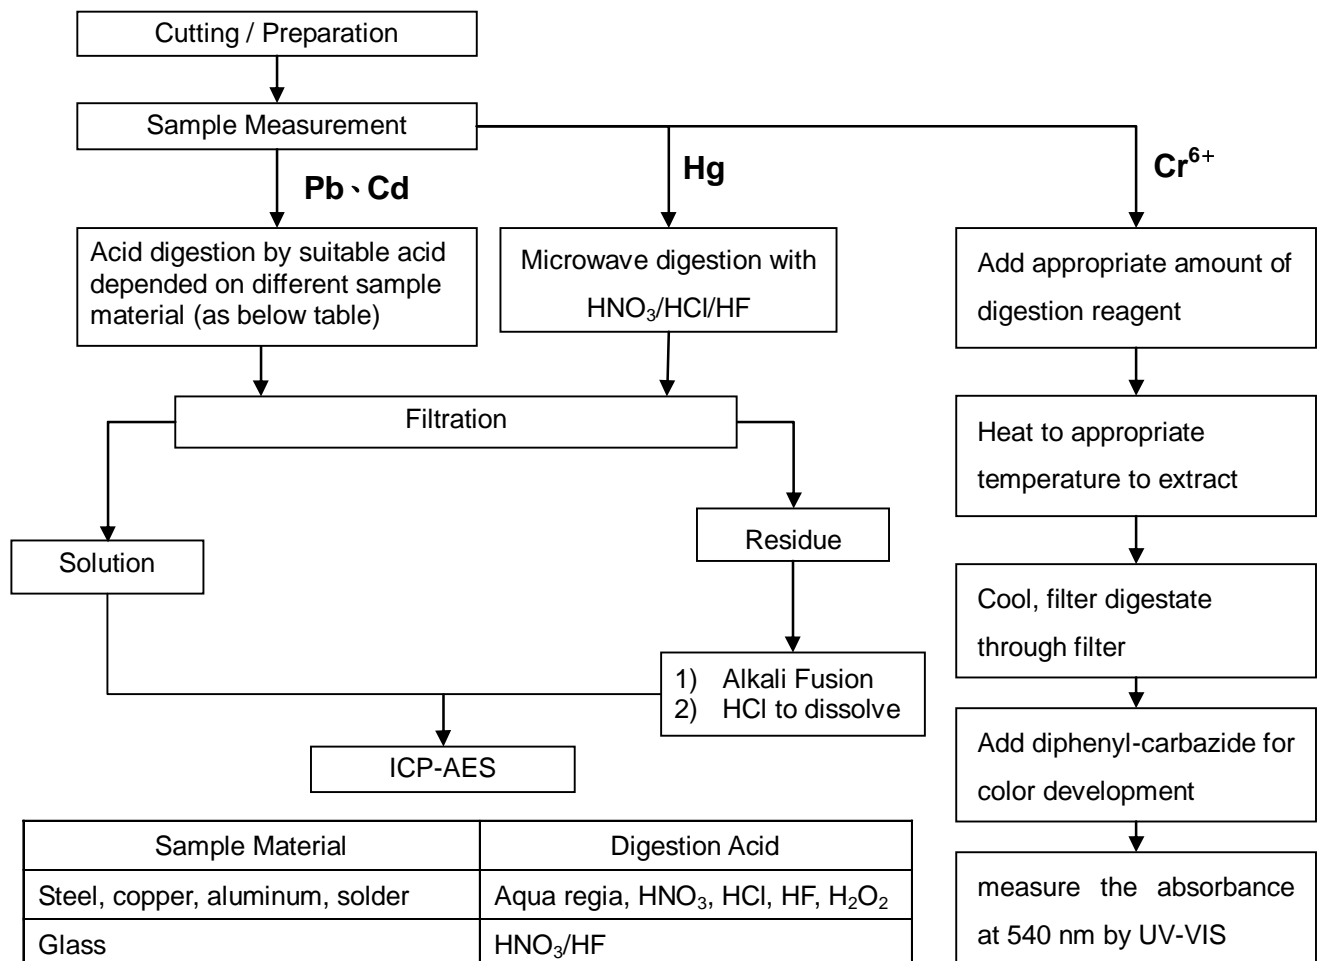 Cutting / Preparation
Sample Measurement
Pb、Cd
Hg
Cr⁶⁺
Acid digestion by suitable acid
depended on different sample
material (as below table)
Microwave digestion with
HNO₃/HCl/HF
Add appropriate amount of
digestion reagent
Filtration
Heat to appropriate
temperature to extract
Solution
Residue
Cool, filter digestate
through filter
1) Alkali Fusion
2) HCl to dissolve
ICP-AES
Add diphenyl-carbazide for
color development
measure the absorbance
at 540 nm by UV-VIS
Sample Material Digestion Acid
Steel, copper, aluminum, solder Aqua regia, HNO₃, HCl, HF, H₂O₂
Glass HNO₃/HF